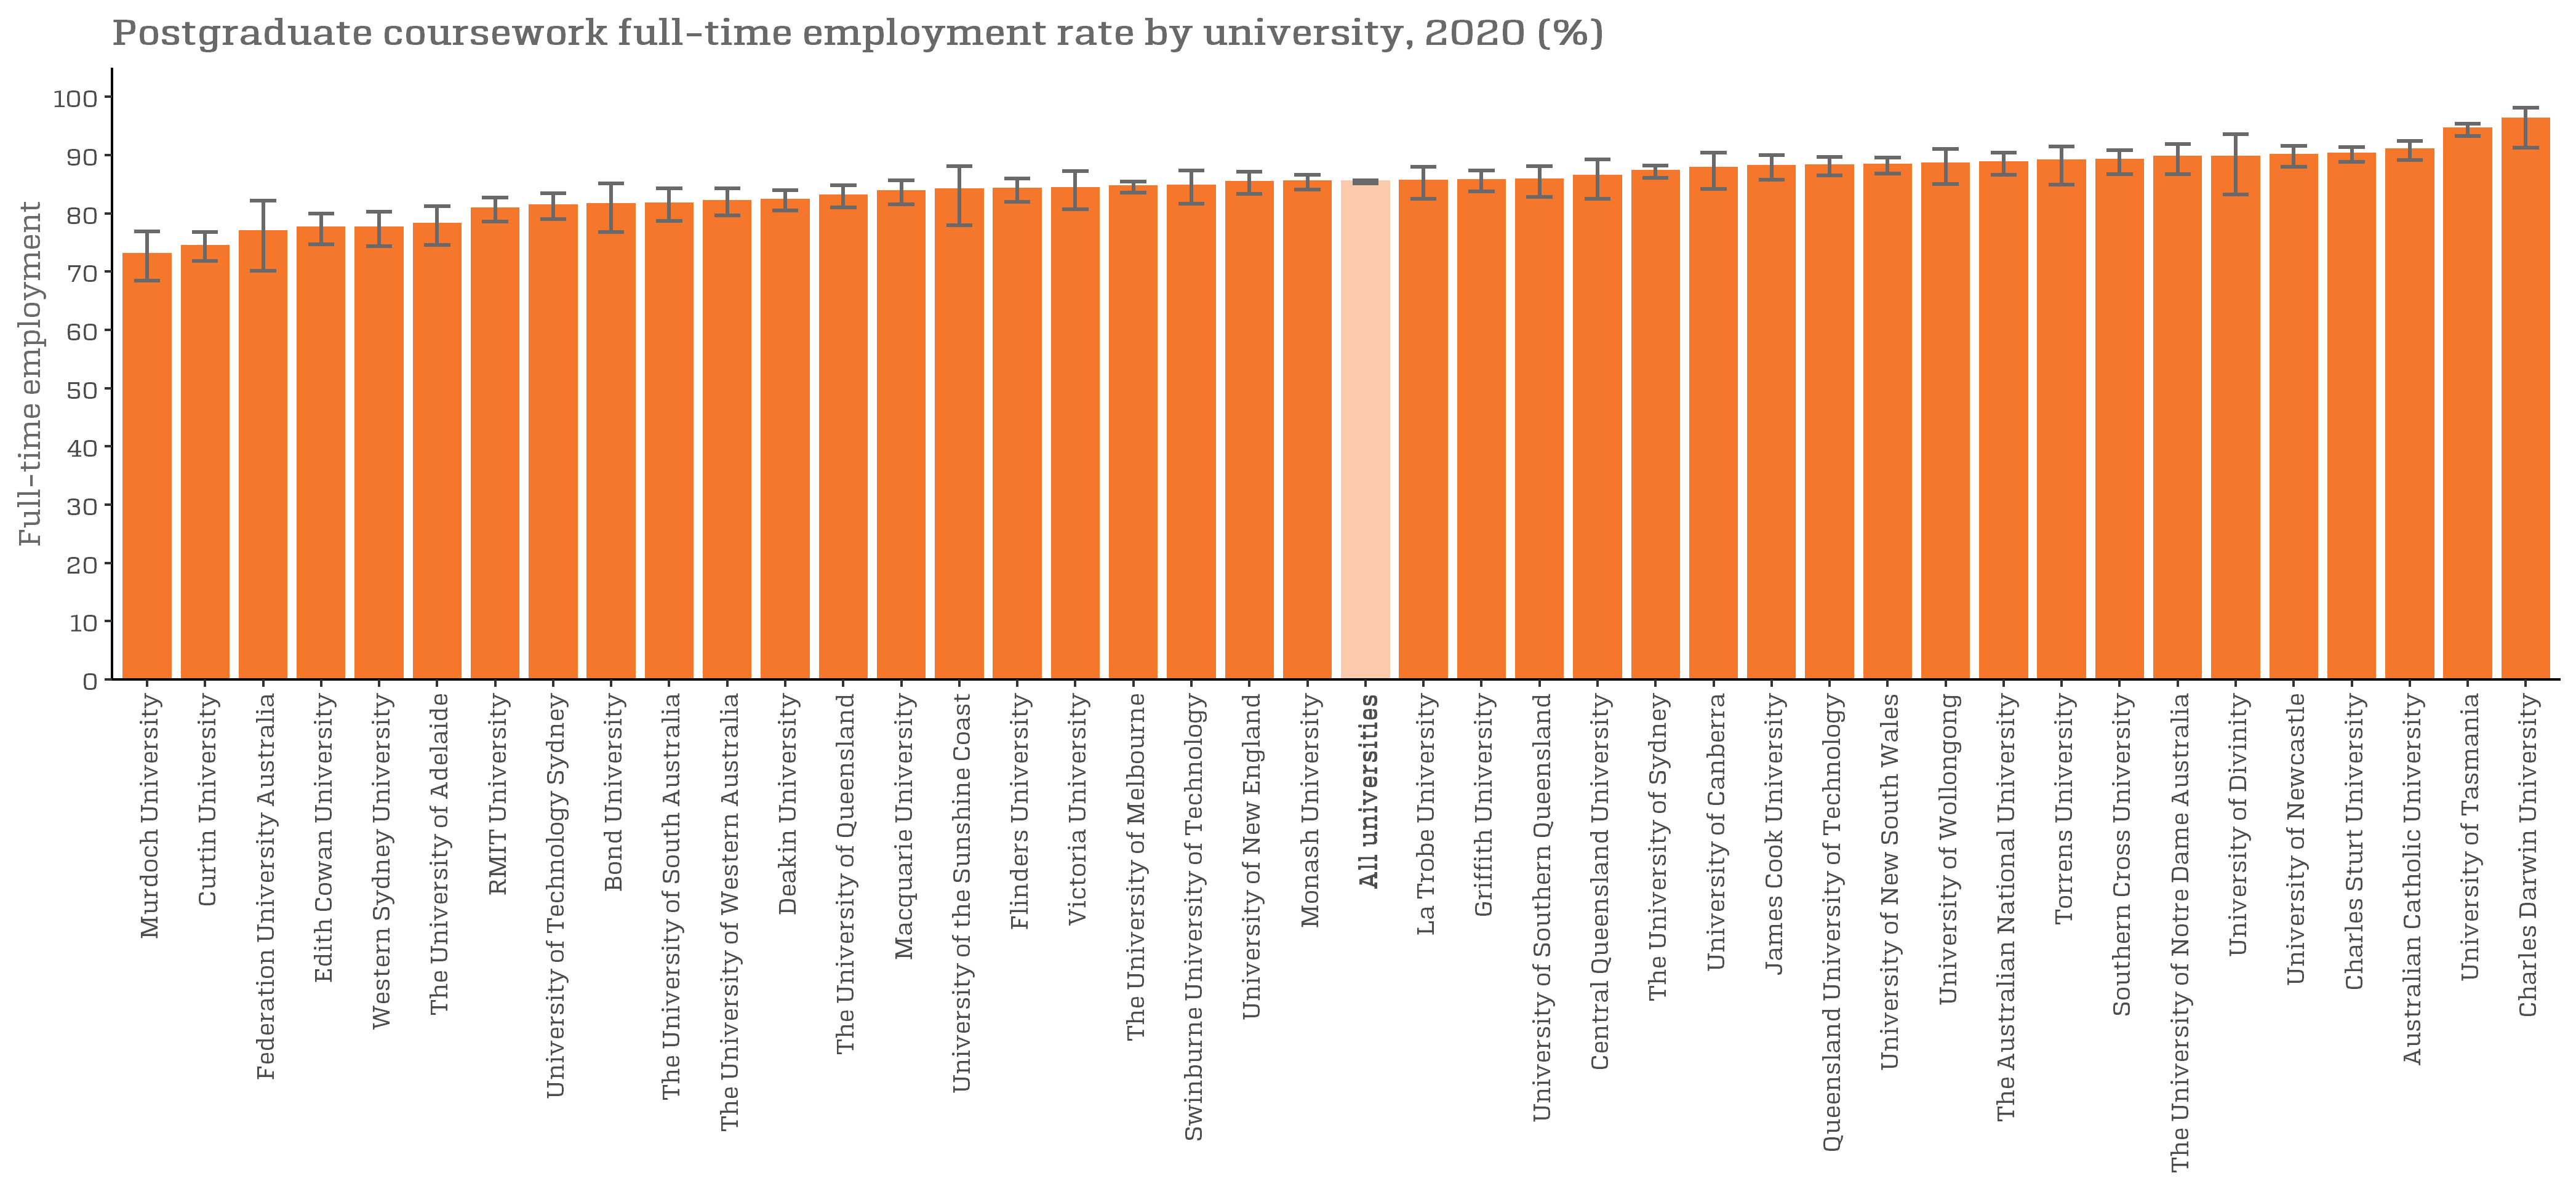 Postgraduate coursework full-time employment rate by university, 2020 (%)
Full-time employment
100
90
80
70
60
50
40
30
20
10
0
Murdoch University
Curtin University
Federation University Australia
Edith Cowan University
Western Sydney University
The University of Adelaide
RMIT University
University of Technology Sydney
Bond University
The University of South Australia
The University of Western Australia
Deakin University
The University of Queensland
Macquarie University
University of the Sunshine Coast
Flinders University
Victoria University
The University of Melbourne
Swinburne University of Technology
University of New England
Monash University
All universities
La Trobe University
Griffith University
University of Southern Queensland
Central Queensland University
The University of Sydney
University of Canberra
James Cook University
Queensland University of Technology
University of New South Wales
University of Wollongong
The Australian National University
Torrens University
Southern Cross University
The University of Notre Dame Australia
University of Divinity
University of Newcastle
Charles Sturt University
Australian Catholic University
University of Tasmania
Charles Darwin University